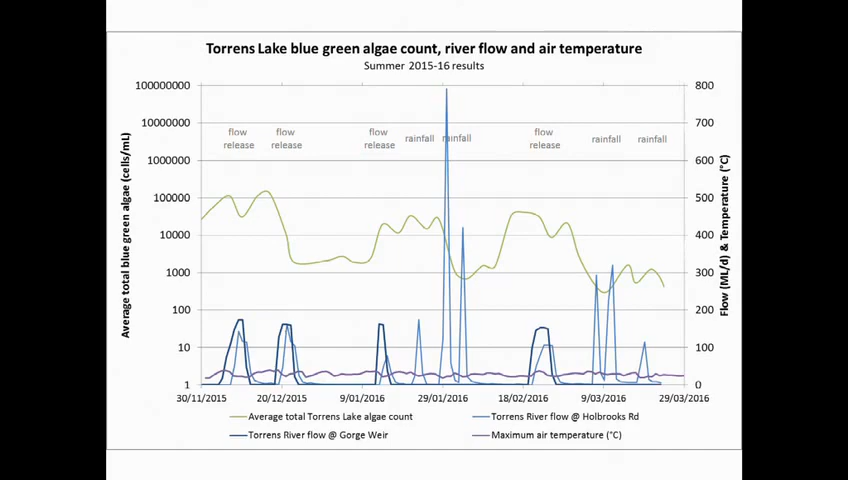 Torrens Lake blue green algae count, river flow and air temperature
Summer 2015-16 results
Average total blue green algae (cells/mL)
100000000
10000000
1000000
100000
10000
1000
100
10
1
flow release
flow release
flow release
rainfall
rainfall
flow release
rainfall
rainfall
800
700
600
500
400
300
200
100
0
Flow (ML/d) & Temperature (°C)
30/11/2015 20/12/2015 9/01/2016 29/01/2016 18/02/2016 9/03/2016 29/03/2016
Average total Torrens Lake algae count
Torrens River flow @ Holbrooks Rd
Torrens River flow @ Gorge Weir
Maximum air temperature (°C)